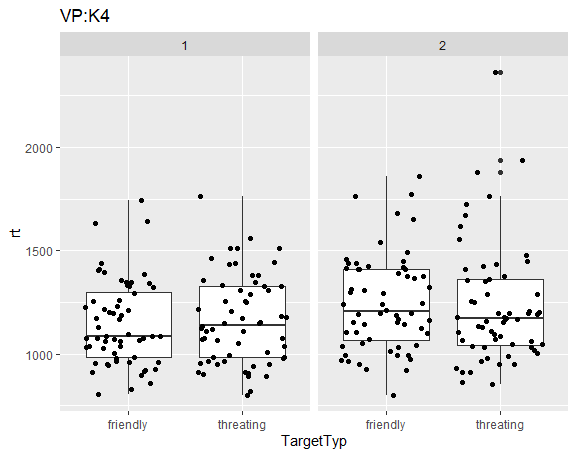 VP:K4
1 2
rt
2000
1500
1000
friendly threating friendly threating
TargetTyp